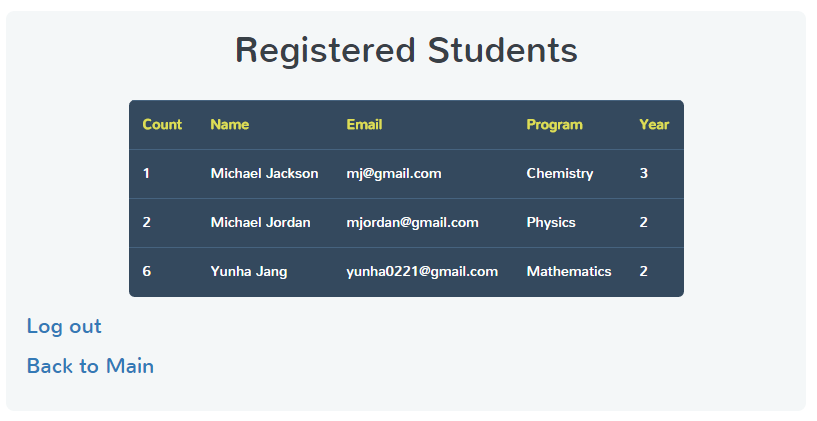 Registered Students
Count Name Email Program Year
1 Michael Jackson mj@gmail.com Chemistry 3
2 Michael Jordan mjordan@gmail.com Physics 2
6 Yunha Jang yunha0221@gmail.com Mathematics 2
Log out
Back to Main